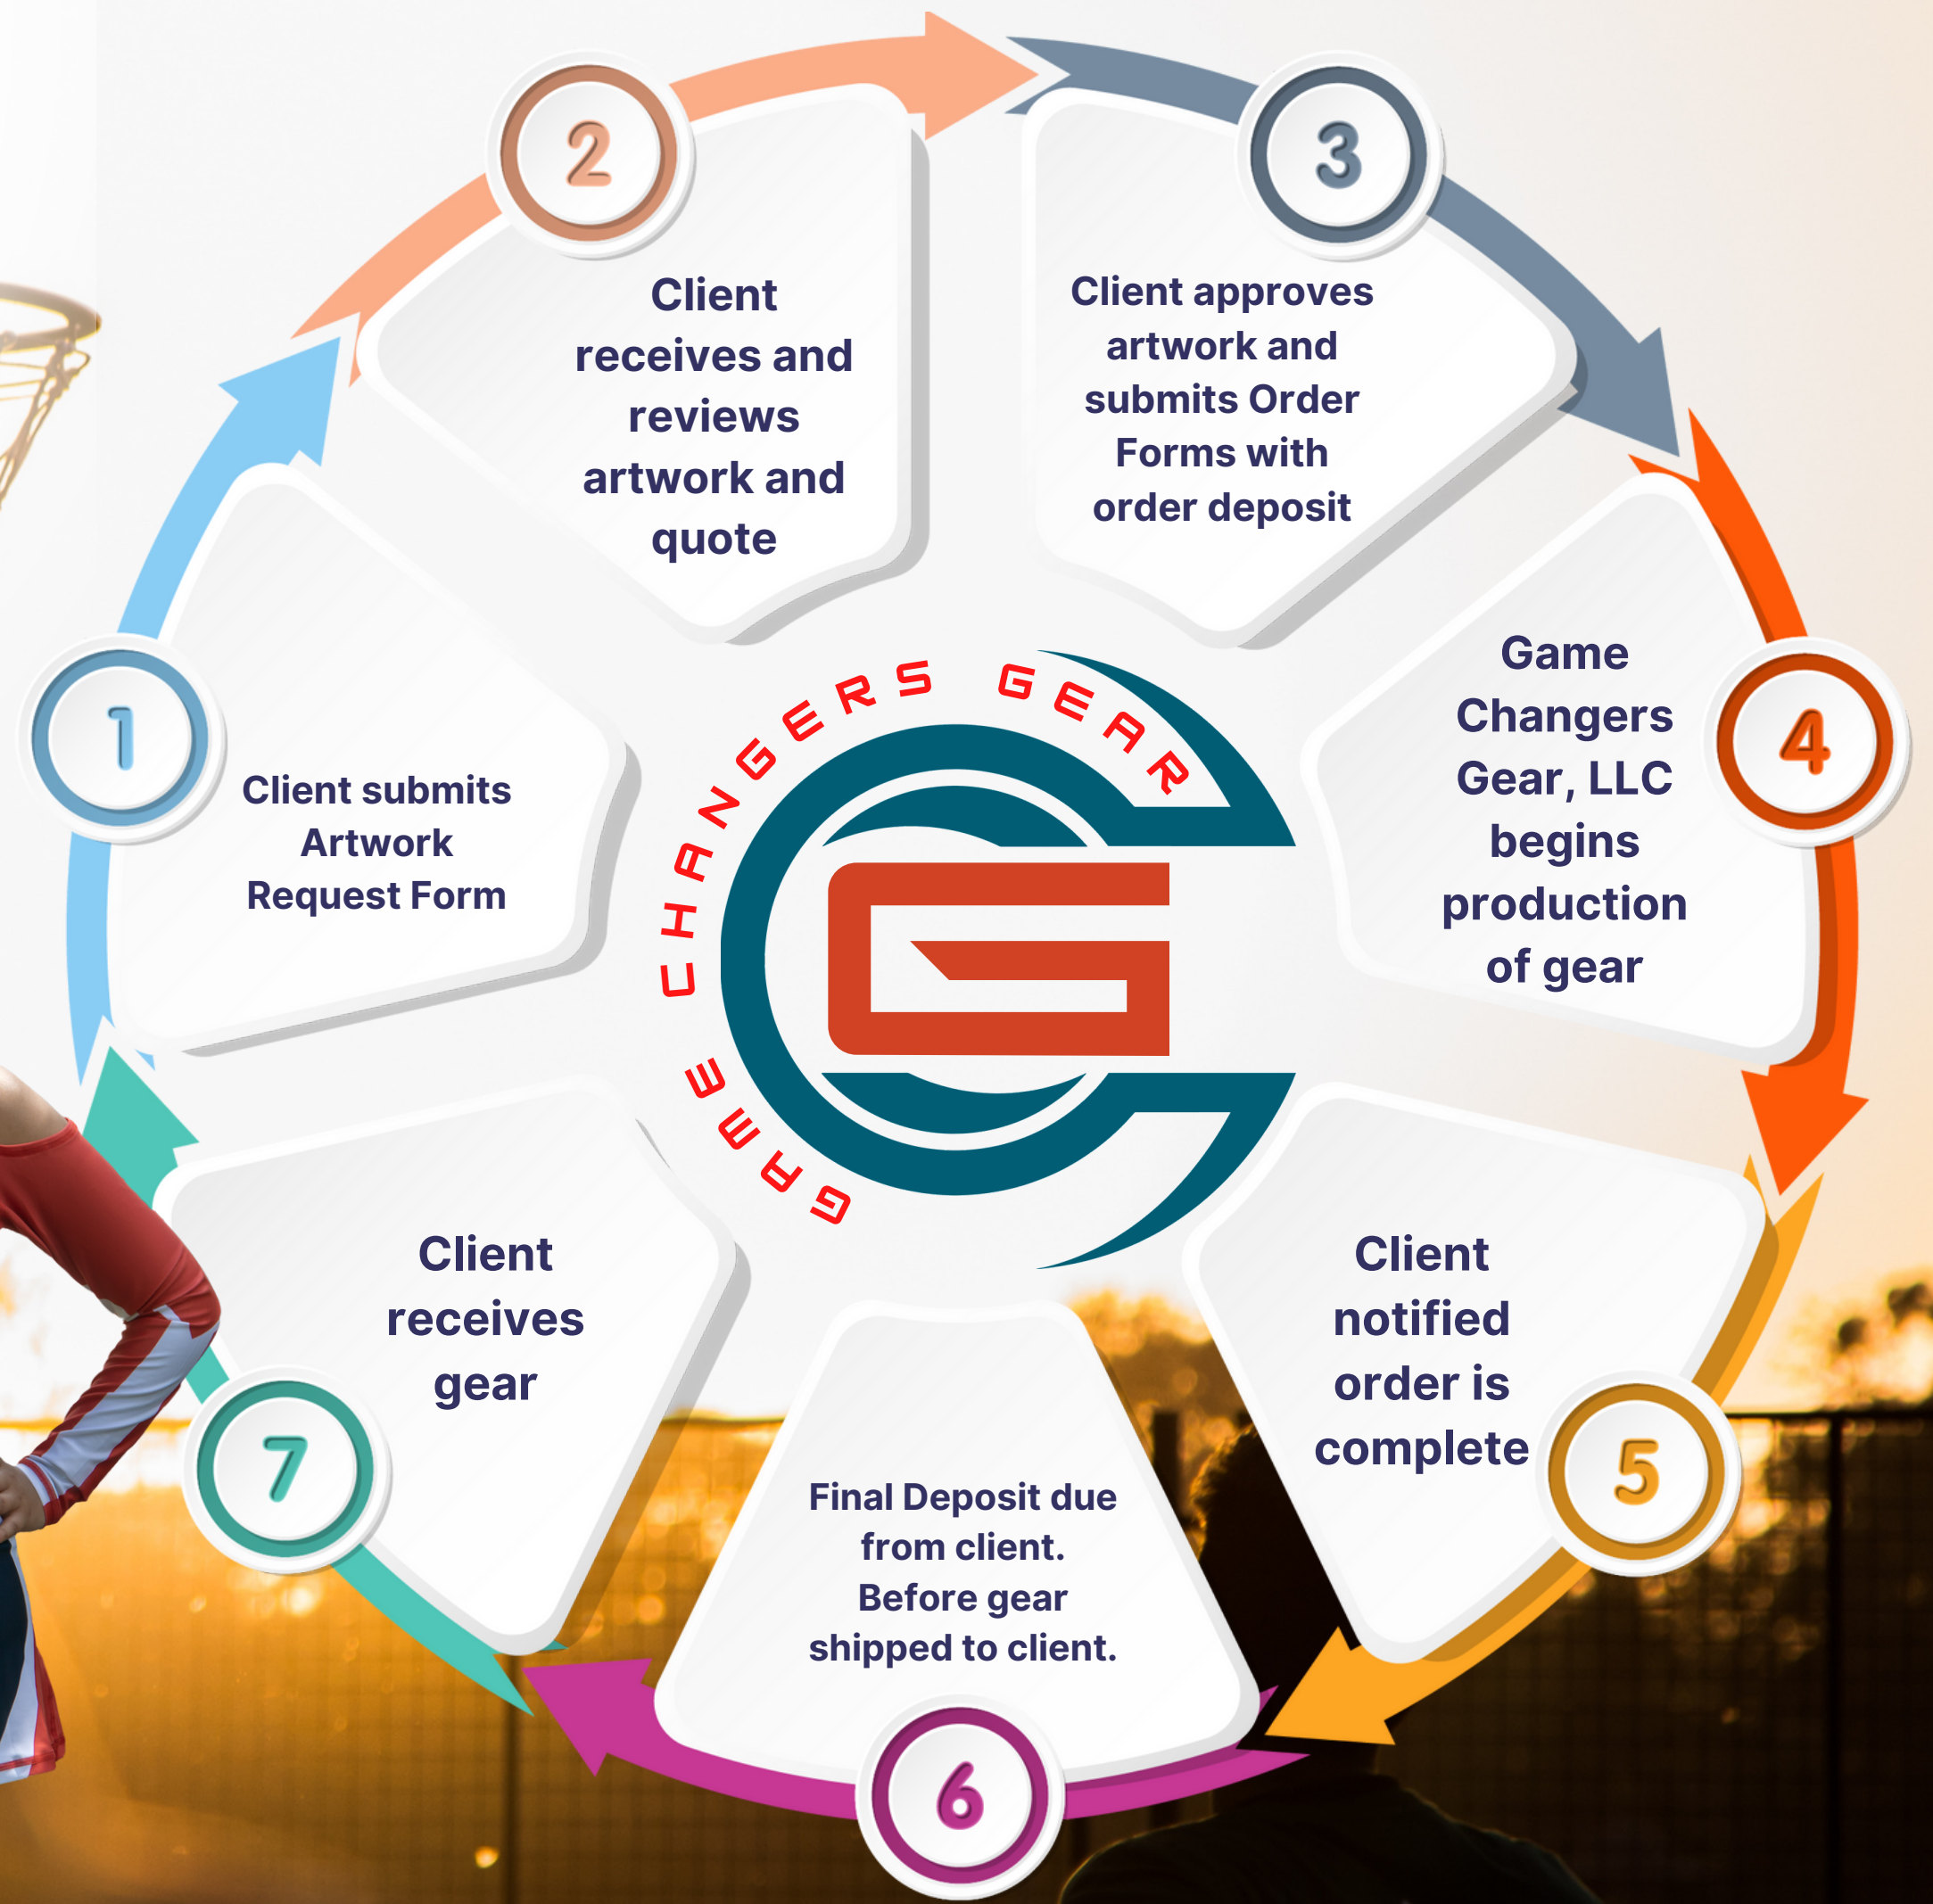 1
Client submits
Artwork
Request Form
2
Client
receives and
reviews
artwork and
quote
3
Client approves
artwork and
submits Order
Forms with
order deposit
4
Game
Changers
Gear, LLC
begins
production
of gear
5
Client
notified
order is
complete
6
Final Deposit due
from client.
Before gear
shipped to client.
7
Client
receives
gear
GAME CHANGERS GEAR